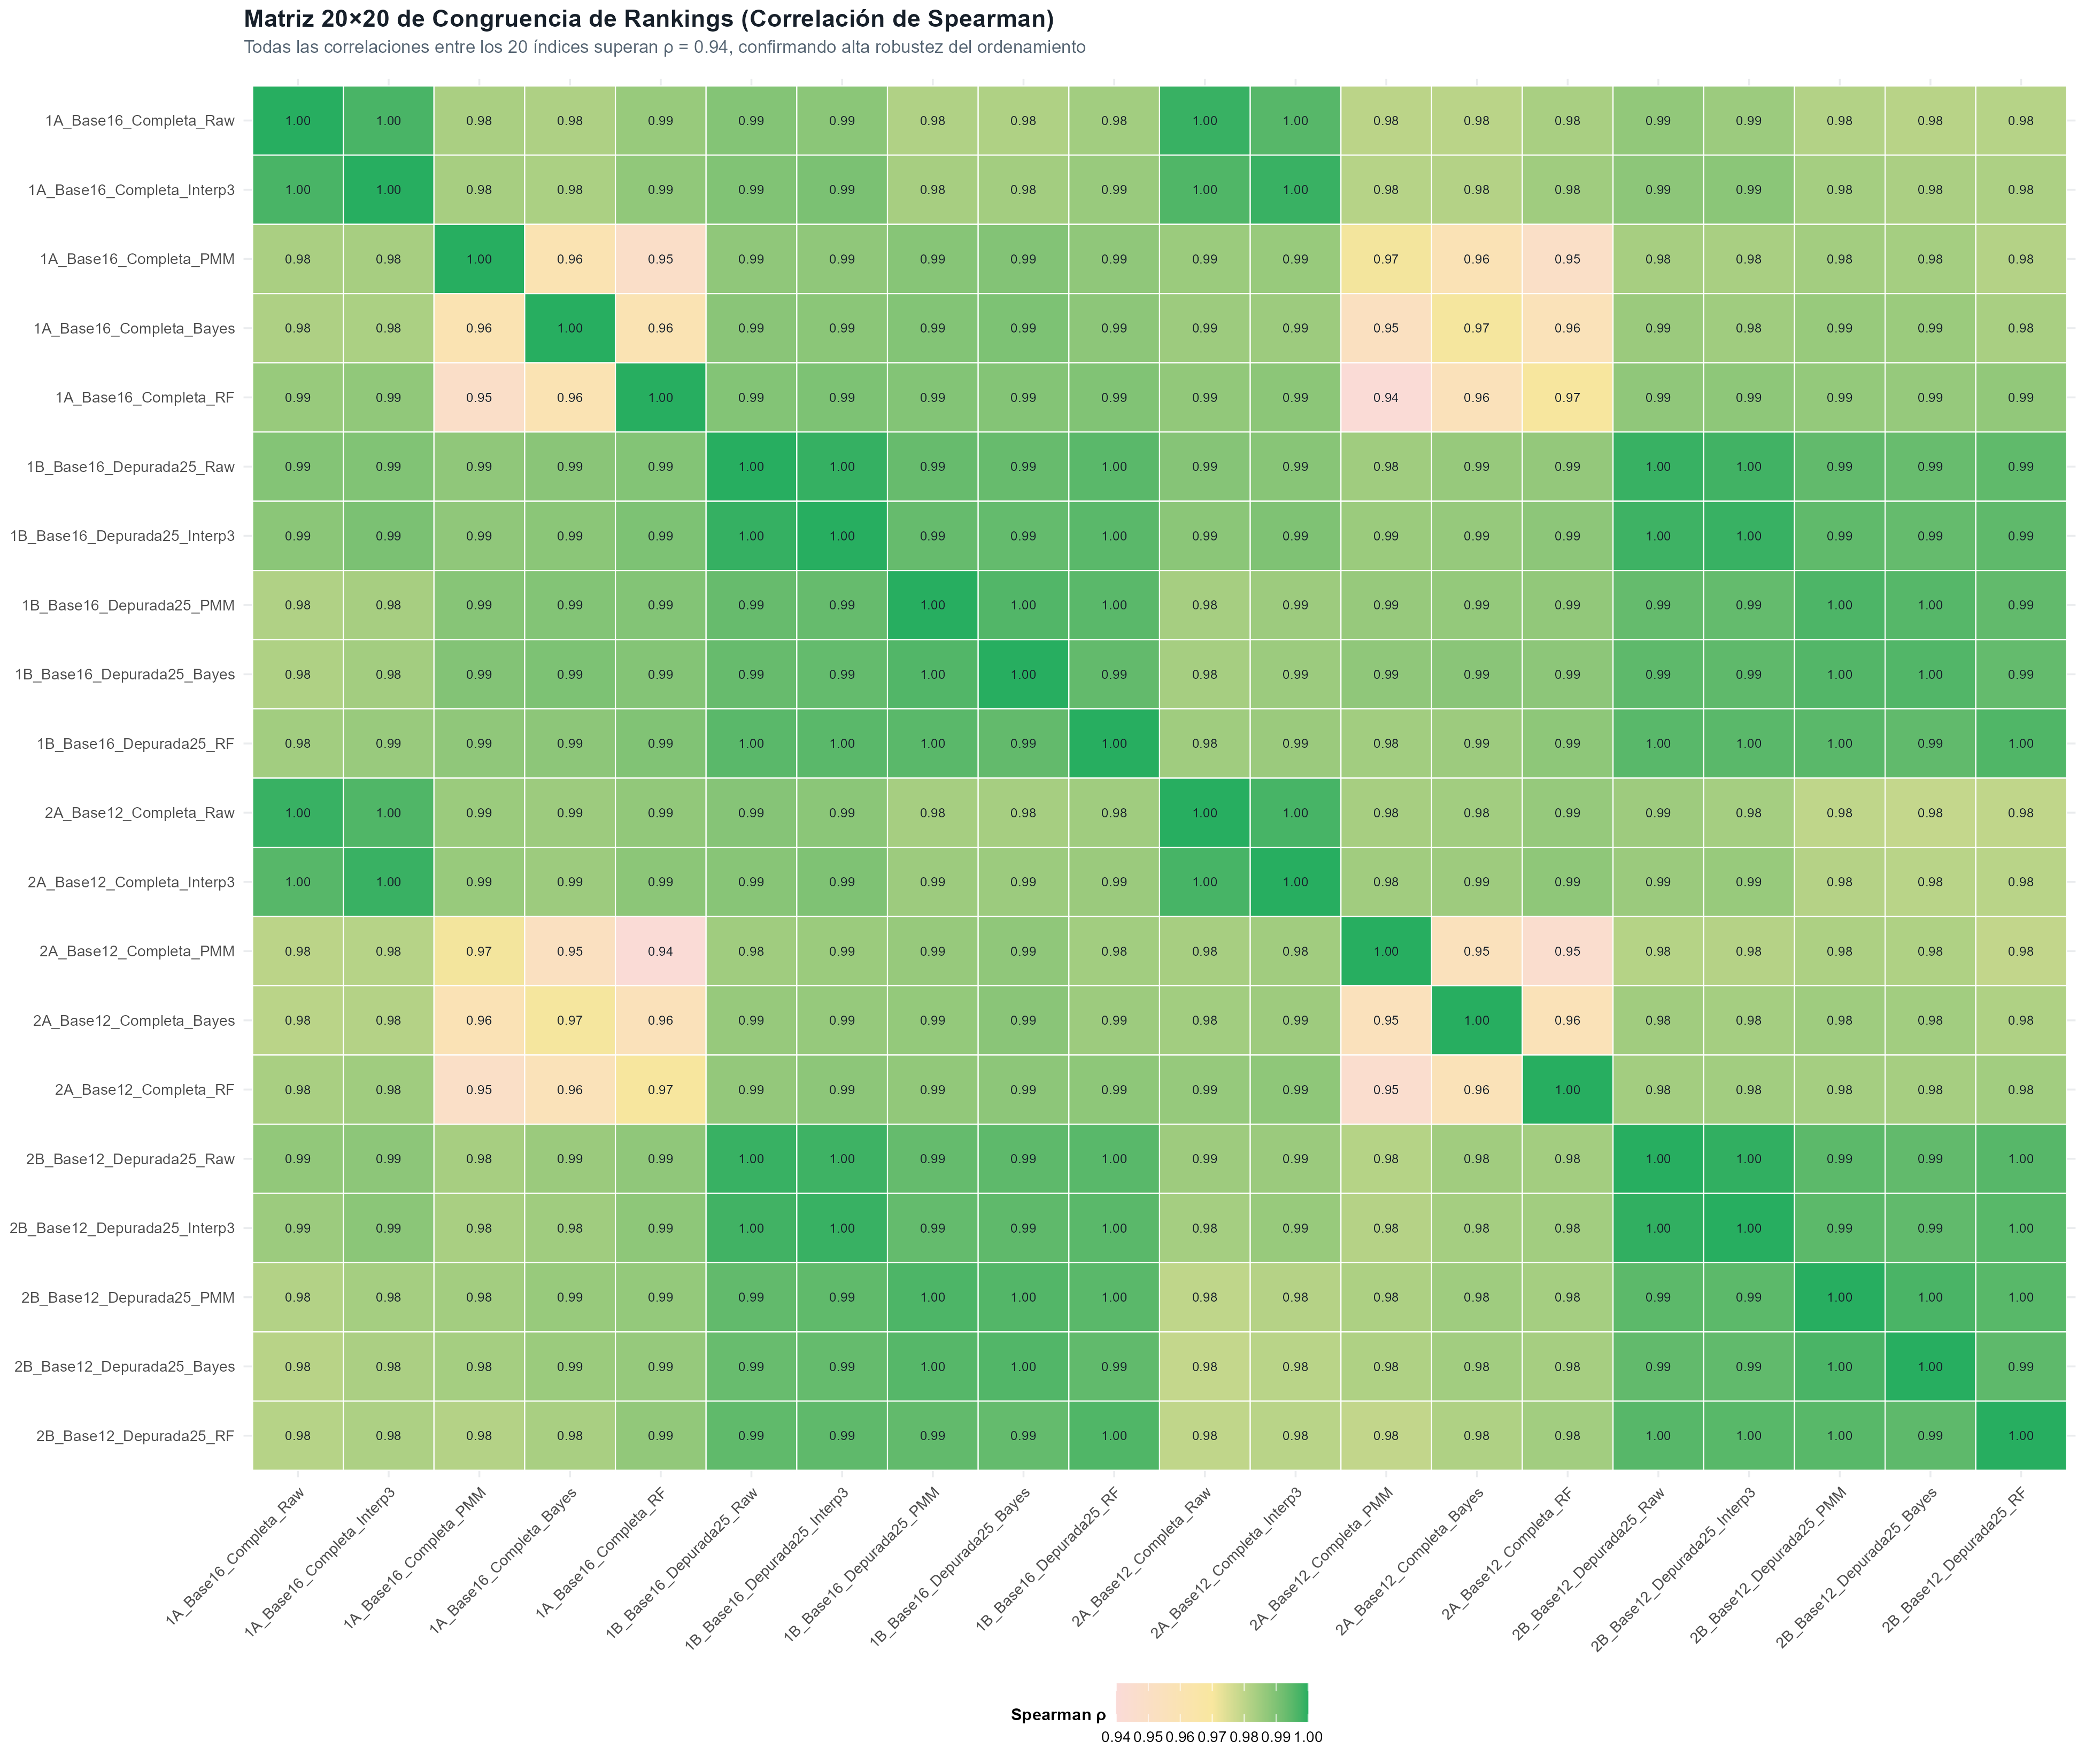 Matriz 20×20 de Congruencia de Rankings (Correlación de Spearman)
Todas las correlaciones entre los 20 índices superan ρ = 0.94, confirmando alta robustez del ordenamiento
1A_Base16_Completa_Raw 1.00 1.00 0.98 0.98 0.99 0.99 0.99 0.98 0.98 0.98 1.00 1.00 0.98 0.98 0.98 0.99 0.99 0.98 0.98 0.98
1A_Base16_Completa_Interp3 1.00 1.00 0.98 0.98 0.99 0.99 0.99 0.98 0.98 0.99 1.00 1.00 0.98 0.98 0.98 0.99 0.99 0.98 0.98 0.98
1A_Base16_Completa_PMM 0.98 0.98 1.00 0.96 0.95 0.99 0.99 0.99 0.99 0.99 0.99 0.99 0.97 0.96 0.95 0.98 0.98 0.98 0.98 0.98
1A_Base16_Completa_Bayes 0.98 0.98 0.96 1.00 0.96 0.99 0.99 0.99 0.99 0.99 0.99 0.99 0.95 0.97 0.96 0.99 0.98 0.99 0.99 0.98
1A_Base16_Completa_RF 0.99 0.99 0.95 0.96 1.00 0.99 0.99 0.99 0.99 0.99 0.99 0.99 0.94 0.96 0.97 0.99 0.99 0.99 0.99 0.99
1B_Base16_Depurada25_Raw 0.99 0.99 0.99 0.99 0.99 1.00 1.00 0.99 0.99 1.00 0.99 0.99 0.98 0.99 0.99 1.00 1.00 0.99 0.99 0.99
1B_Base16_Depurada25_Interp3 0.99 0.99 0.99 0.99 0.99 1.00 1.00 0.99 0.99 1.00 0.99 0.99 0.99 0.99 0.99 1.00 1.00 0.99 0.99 0.99
1B_Base16_Depurada25_PMM 0.98 0.98 0.99 0.99 0.99 0.99 0.99 1.00 1.00 1.00 0.98 0.99 0.99 0.99 0.99 0.99 0.99 1.00 1.00 0.99
1B_Base16_Depurada25_Bayes 0.98 0.98 0.99 0.99 0.99 0.99 0.99 1.00 1.00 0.99 0.98 0.99 0.99 0.99 0.99 0.99 0.99 1.00 1.00 0.99
1B_Base16_Depurada25_RF 0.98 0.99 0.99 0.99 0.99 1.00 1.00 1.00 0.99 1.00 0.98 0.99 0.98 0.99 0.99 1.00 1.00 1.00 0.99 1.00
2A_Base12_Completa_Raw 1.00 1.00 0.99 0.99 0.99 0.99 0.99 0.98 0.98 0.98 1.00 1.00 0.98 0.98 0.99 0.99 0.98 0.98 0.98 0.98
2A_Base12_Completa_Interp3 1.00 1.00 0.99 0.99 0.99 0.99 0.99 0.99 0.99 0.99 1.00 1.00 0.98 0.99 0.99 0.99 0.99 0.98 0.98 0.98
2A_Base12_Completa_PMM 0.98 0.98 0.97 0.95 0.94 0.98 0.99 0.99 0.99 0.98 0.98 0.98 1.00 0.95 0.95 0.98 0.98 0.98 0.98 0.98
2A_Base12_Completa_Bayes 0.98 0.98 0.96 0.97 0.96 0.99 0.99 0.99 0.99 0.99 0.98 0.99 0.95 1.00 0.96 0.98 0.98 0.98 0.98 0.98
2A_Base12_Completa_RF 0.98 0.98 0.95 0.96 0.97 0.99 0.99 0.99 0.99 0.99 0.99 0.99 0.95 0.96 1.00 0.98 0.98 0.98 0.98 0.98
2B_Base12_Depurada25_Raw 0.99 0.99 0.98 0.99 0.99 1.00 1.00 0.99 0.99 1.00 0.99 0.99 0.98 0.98 0.98 1.00 1.00 0.99 0.99 1.00
2B_Base12_Depurada25_Interp3 0.99 0.99 0.98 0.98 0.99 1.00 1.00 0.99 0.99 1.00 0.98 0.99 0.98 0.98 0.98 1.00 1.00 0.99 0.99 1.00
2B_Base12_Depurada25_PMM 0.98 0.98 0.98 0.99 0.99 0.99 0.99 1.00 1.00 1.00 0.98 0.98 0.98 0.98 0.98 0.99 0.99 1.00 1.00 1.00
2B_Base12_Depurada25_Bayes 0.98 0.98 0.98 0.99 0.99 0.99 0.99 1.00 1.00 0.99 0.98 0.98 0.98 0.98 0.98 0.99 0.99 1.00 1.00 0.99
2B_Base12_Depurada25_RF 0.98 0.98 0.98 0.98 0.99 0.99 0.99 0.99 0.99 1.00 0.98 0.98 0.98 0.98 0.98 1.00 1.00 1.00 0.99 1.00
1A_Base16_Completa_Raw
1A_Base16_Completa_Interp3
1A_Base16_Completa_PMM
1A_Base16_Completa_Bayes
1A_Base16_Completa_RF
1B_Base16_Depurada25_Raw
1B_Base16_Depurada25_Interp3
1B_Base16_Depurada25_PMM
1B_Base16_Depurada25_Bayes
1B_Base16_Depurada25_RF
2A_Base12_Completa_Raw
2A_Base12_Completa_Interp3
2A_Base12_Completa_PMM
2A_Base12_Completa_Bayes
2A_Base12_Completa_RF
2B_Base12_Depurada25_Raw
2B_Base12_Depurada25_Interp3
2B_Base12_Depurada25_PMM
2B_Base12_Depurada25_Bayes
2B_Base12_Depurada25_RF
Spearman ρ
0.94 0.95 0.96 0.97 0.98 0.99 1.00